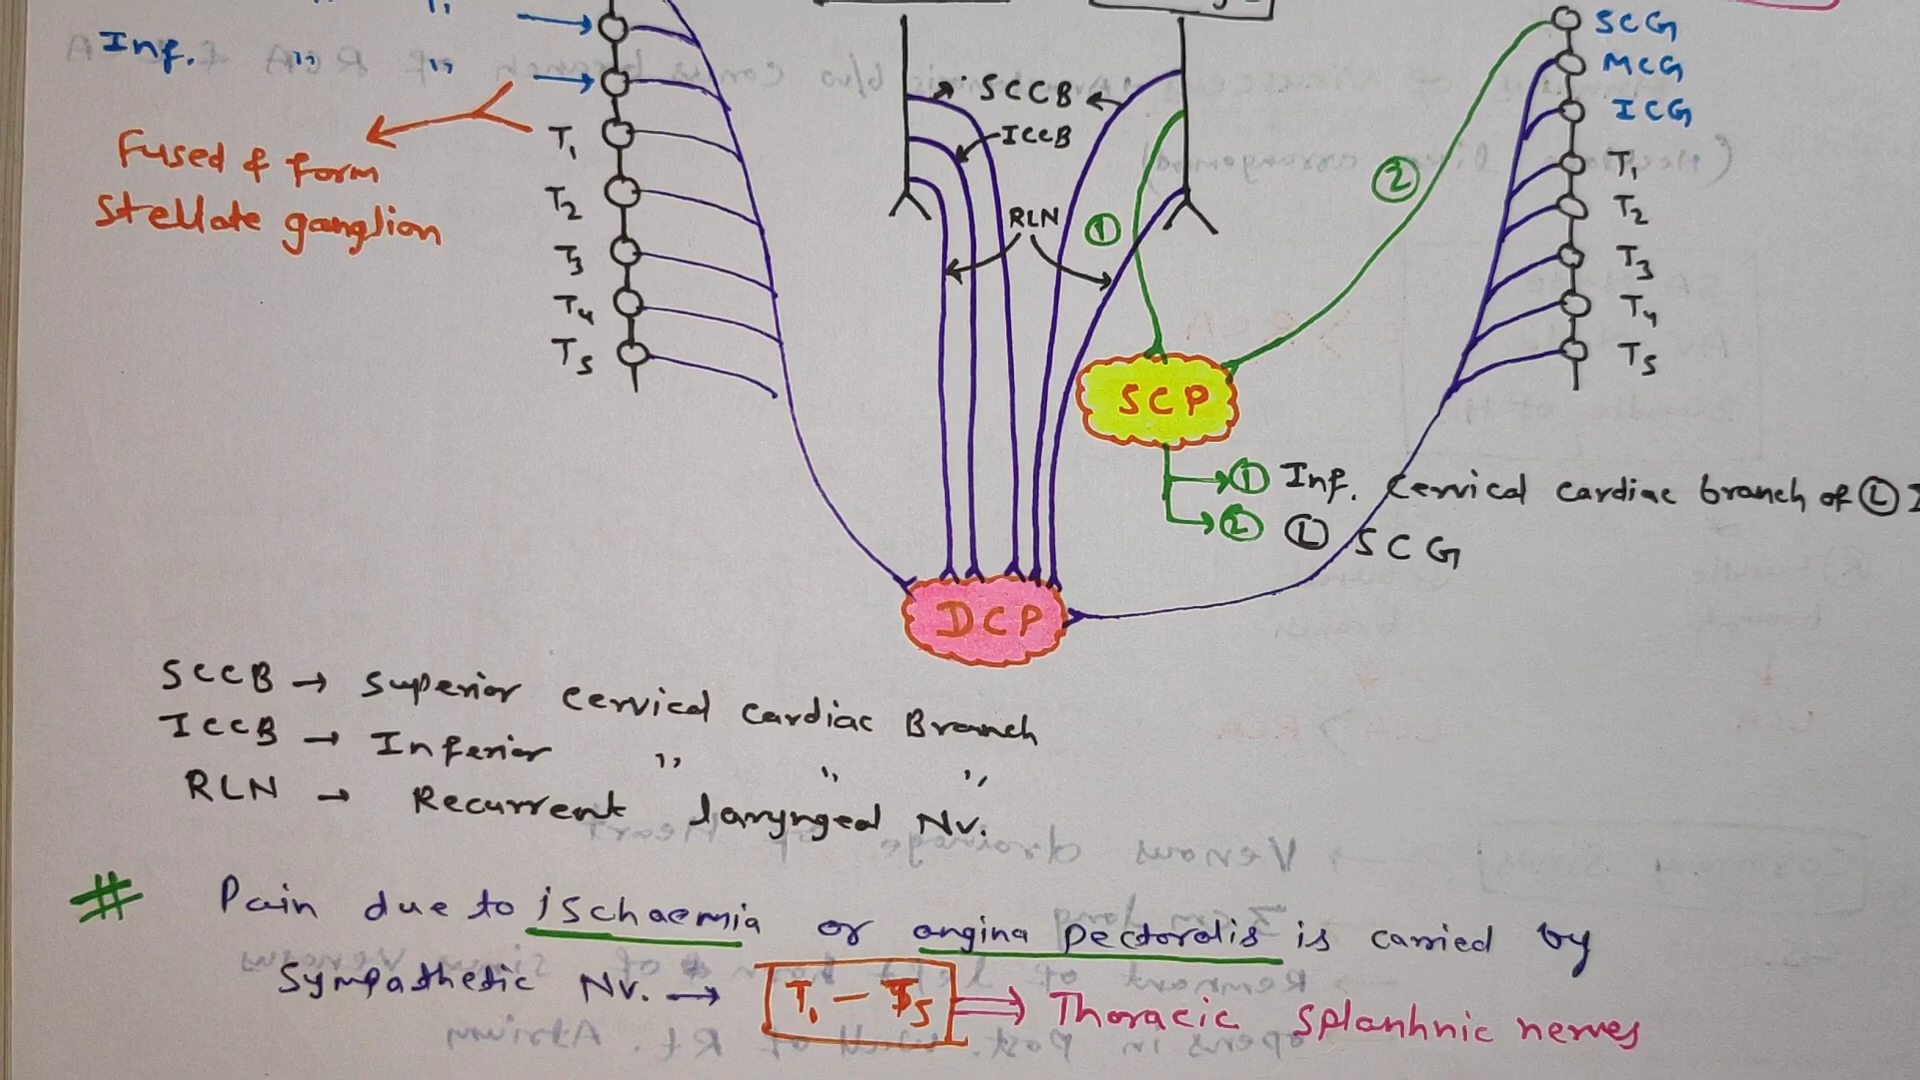 SCG
Inf. " "
MCG
SCCB
ICG
ICCB
T1
T1
Fused & form
Stellate ganglion
T2
T2
②
RLN
①
T3
T3
T4
T4
T5
T5
SCP
① Inf. Cervical cardiac branch of Ⓛ
② Ⓛ SCG
DCP
SCCB → Superior Cervical Cardiac Branch
ICCB → Inferior " " "
RLN → Recurrent laryngeal Nv.
# Pain due to ischaemia or angina pectoralis is carried by
Sympathetic Nv. → T1 – T5 ⇒ Thoracic Splanhnic nerves